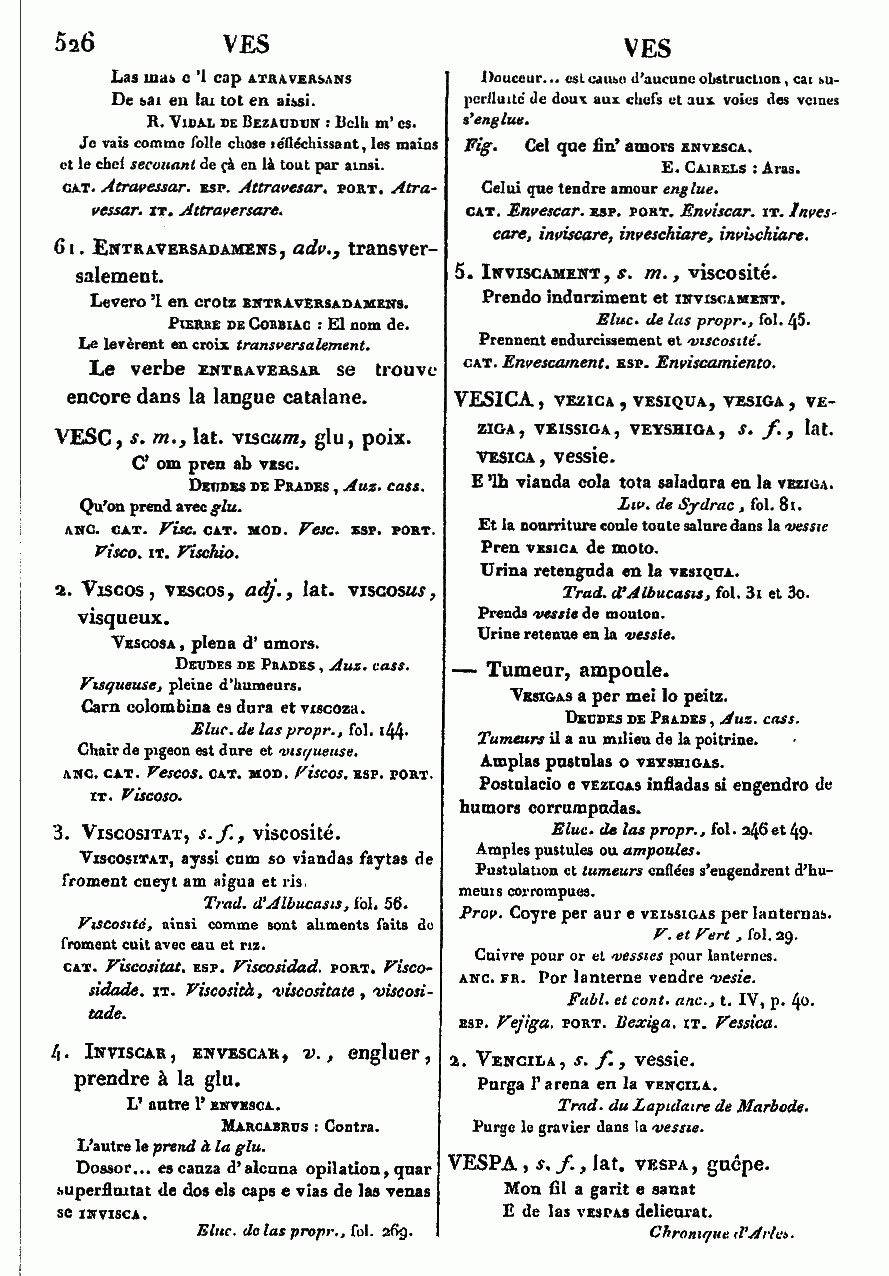 526 VES
Las mas e 'l cap ATRAVERSANS
De sai en lai tot en aissi.
R. VIDAL DE BEZAUDUN : Belh m' es.
Je vais comme folle chose réfléchissant, les mains
et le chef secouant de çà en là tout par ainsi.
CAT. Atravessar. ESP. Attravesar. PORT. Atra-
vessar. IT. Attraversare.
61. ENTRAVERSADAMENS, adv., transver-
salement.
Levero 'l en crotz ENTRAVERSADAMENS.
PIERRE DE CORBIAC : El nom de.
Le levèrent en croix transversalement.
Le verbe ENTRAVERSAR se trouve
encore dans la langue catalane.
VESC, s. m., lat. VISCUM, glu, poix.
C' om pren ab VESC.
DEUDES DE PRADES, Auz. cass.
Qu'on prend avec glu.
ANC. CAT. Visc. CAT. MOD. Vesc. ESP. PORT.
Visco. IT. Vischio.
2. VISCOS, VESCOS, adj., lat. VISCOSUS,
visqueux.
VESCOSA, plena d' umors.
DEUDES DE PRADES, Auz. cass.
Visqueuse, pleine d'humeurs.
Carn colombina es dura et VISCOZA.
Eluc. de las propr., fol. 144.
Chair de pigeon est dure et visqueuse.
ANC. CAT. Vescos. CAT. MOD. Viscos. ESP. PORT.
IT. Viscoso.
3. VISCOSITAT, s. f., viscosité.
VISCOSITAT, ayssi cum so viandas faytas de
froment cueyt am aigua et ris.
Trad. d'Albucasis, fol. 56.
Viscosité, ainsi comme sont aliments faits de
froment cuit avec eau et riz.
CAT. Viscositat. ESP. Viscosidad. PORT. Visco-
sidade. IT. Viscosità, viscositate, viscosi-
tade.
4. INVISCAR, ENVESCAR, v., engluer,
prendre à la glu.
L' autre l' ENVESCA.
MARCABRUS : Contra.
L'autre le prend à la glu.
Dossor... es cauza d' alcuna opilation, quar
superfluitat de dos els caps e vias de las venas
se INVISCA.
Eluc. de las propr., fol. 269.
VES
Douceur... est cause d'aucune obstruction, car su-
perfluité de doux aux chefs et aux voies des veines
s'englue.
Fig. Cel que fin' amors ENVESCA.
E. CAIRELS : Aras.
Celui que tendre amour englue.
CAT. Envescar. ESP. PORT. Enviscar. IT. Inves-
care, inviscare, inveschiare, invischiare.
5. INVISCAMENT, s. m., viscosité.
Prendo indurziment et INVISCAMENT.
Eluc. de las propr., fol. 45.
Prennent endurcissement et viscosité.
CAT. Envescament. ESP. Enviscamiento.
VESICA, VEZICA, VESIQUA, VESIGA, VE-
ZIGA, VEISSIGA, VEYSHIGA, s. f., lat.
VESICA, vessie.
E 'lh vianda cola tota saladura en la VEZIGA.
Liv. de Sydrac, fol. 81.
Et la nourriture coule toute salure dans la vessie
Pren VESICA de moto.
Urina retenguda en la VESIQUA.
Trad. d'Albucasis, fol. 31 et 30.
Prends vessie de mouton.
Urine retenue en la vessie.
— Tumeur, ampoule.
VESIGAS a per mei lo peitz.
DEUDES DE PRADES, Auz. cass.
Tumeurs il a au milieu de la poitrine.
Amplas pustulas o VEYSHIGAS.
Postulacio e VEZICAS infladas si engendro de
humors corrumpudas.
Eluc. de las propr., fol. 246 et 49.
Amples pustules ou ampoules.
Pustulation et tumeurs enflées s'engendrent d'hu-
meurs corrompues.
Prov. Coyre per aur e VEISSIGAS per lanternas.
V. et Vert, fol. 29.
Cuivre pour or et vessies pour lanternes.
ANC. FR. Por lanterne vendre vesie.
Fabl. et cont. anc., t. IV, p. 40.
ESP. Vejiga. PORT. Bexiga. IT. Vessica.
2. VENCILA, s. f., vessie.
Purga l' arena en la VENCILA.
Trad. du Lapidaire de Marbode.
Purge le gravier dans la vessie.
VESPA, s. f., lat. VESPA, guêpe.
Mon fil a garit e sanat
E de las VESPAS delieurat.
Chronique d'Arles.